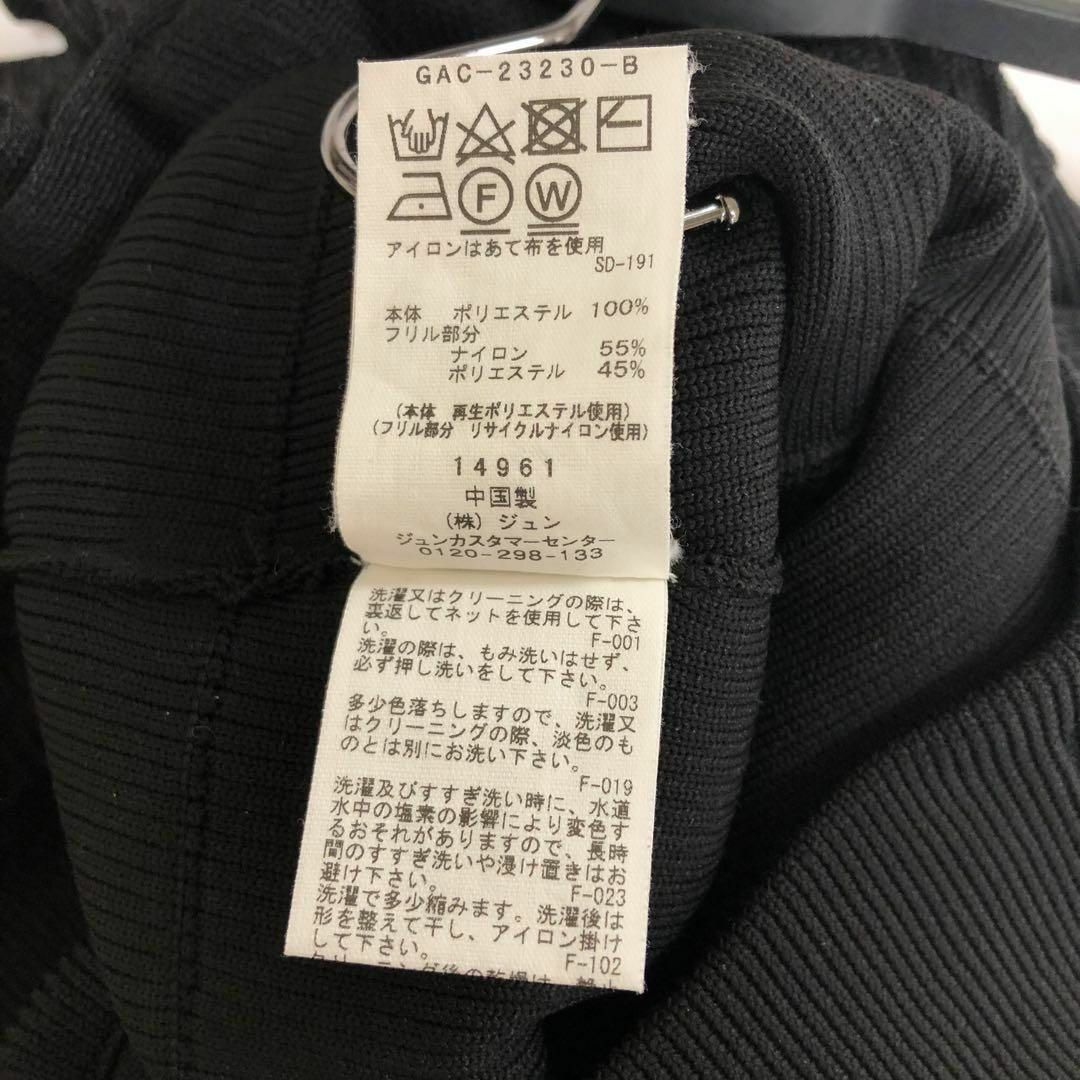 GAC-23230-B
F W
アイロンはあて布を使用
SD-191
本体 ポリエステル 100%
フリル部分
ナイロン 55%
ポリエステル 45%
(本体 再生ポリエステル使用)
(フリル部分 リサイクルナイロン使用)
14961
中国製
(株) ジュン
ジュンカスタマーセンター
0120-298-133
洗濯又はクリーニングの際は、
裏返してネットを使用して下さ
い。 F-001
洗濯の際は、もみ洗いはせず、
必ず押し洗いをして下さい。
F-003
多少色落ちしますので、洗濯又
はクリーニングの際、淡色のも
のとは別にお洗い下さい。
F-019
洗濯及びすすぎ洗い時に、水道
水中の塩素の影響により変色す
るおそれがありますので、長時
間のすすぎ洗いや浸け置きはお
避け下さい。 F-023
洗濯で多少縮みます。洗濯後は
形を整えて干し、アイロン掛け
して下さい。 F-102